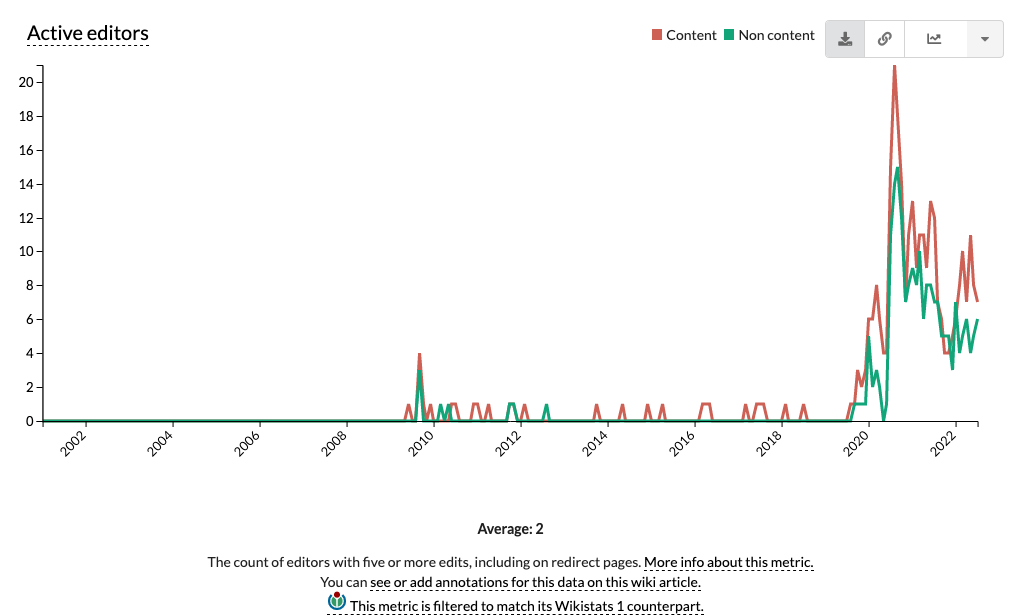 Active editors
Content Non content
20
18
16
14
12
10
8
6
4
2
0
2002 2004 2006 2008 2010 2012 2014 2016 2018 2020 2022
Average: 2
The count of editors with five or more edits, including on redirect pages. More info about this metric.
You can see or add annotations for this data on this wiki article.
This metric is filtered to match its Wikistats 1 counterpart.